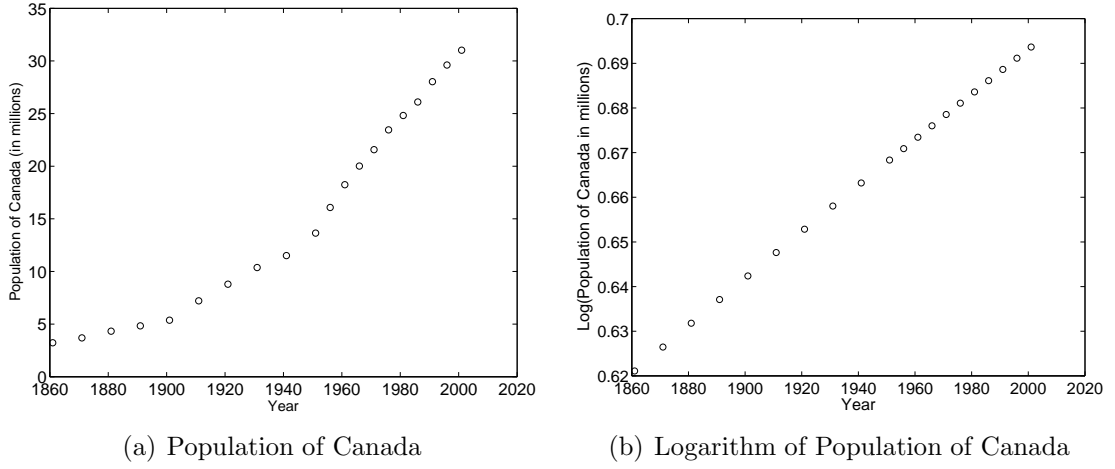 35
30
25
20
15
10
5
0
Population of Canada (in millions)
1860 1880 1900 1920 1940 1960 1980 2000 2020
Year
(a) Population of Canada
0.7
0.69
0.68
0.67
0.66
0.65
0.64
0.63
0.62
Log(Population of Canada in millions)
1860 1880 1900 1920 1940 1960 1980 2000 2020
Year
(b) Logarithm of Population of Canada